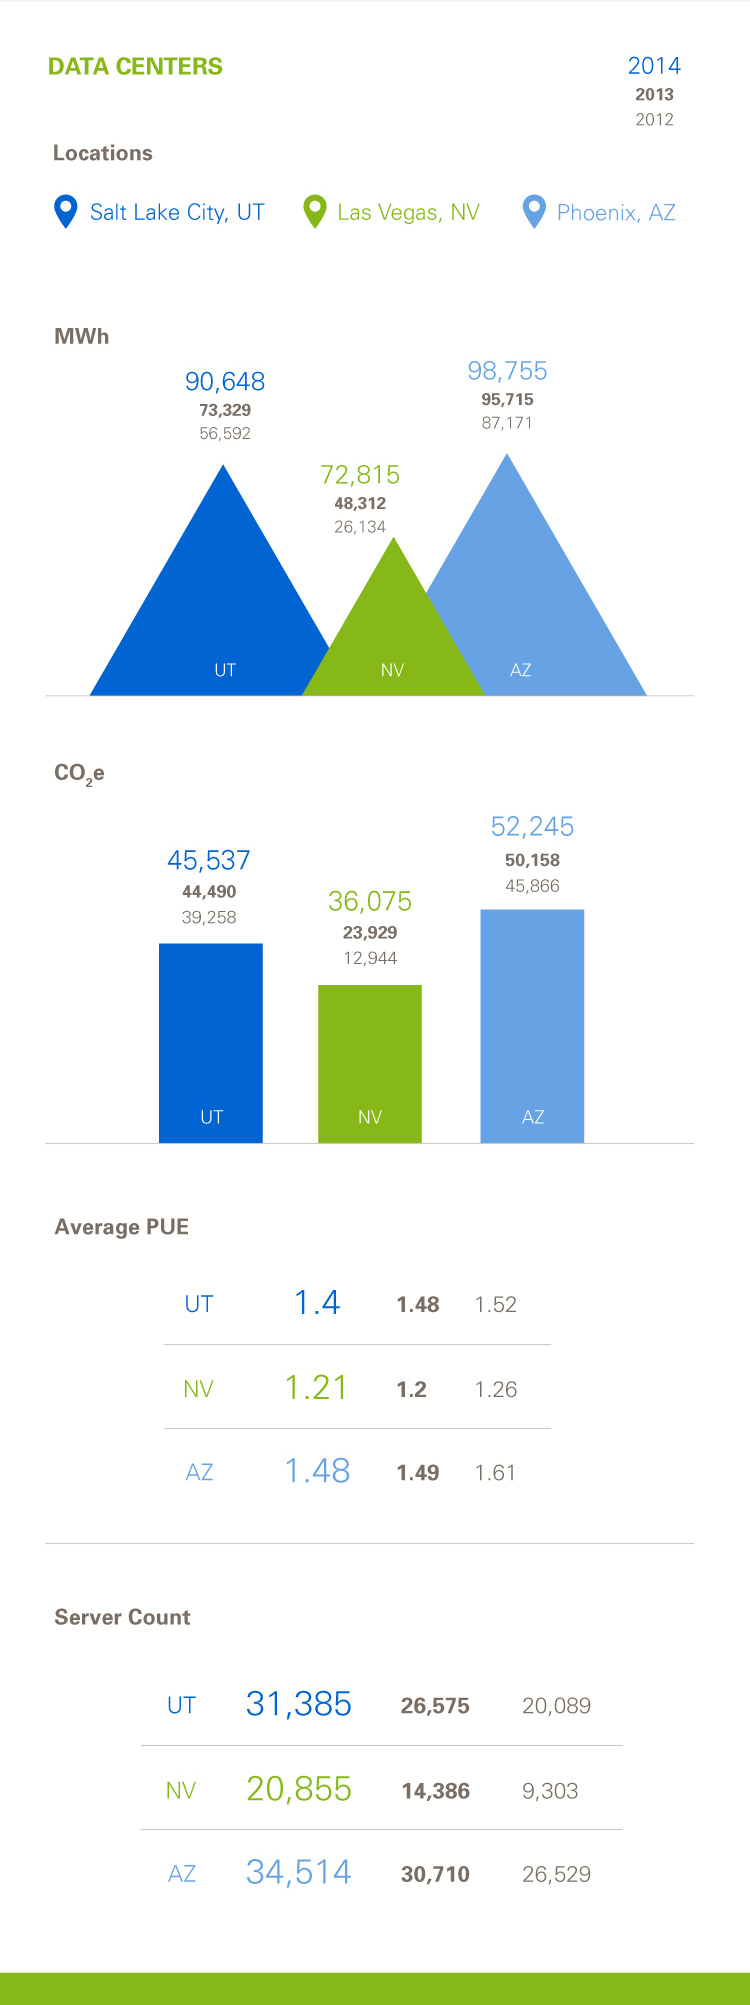 DATA CENTERS
2014
2013
2012
Locations
Salt Lake City, UT
Las Vegas, NV
Phoenix, AZ
MWh
90,648
73,329
56,592
72,815
48,312
26,134
98,755
95,715
87,171
UT
NV
AZ
CO₂e
45,537
44,490
39,258
36,075
23,929
12,944
52,245
50,158
45,866
UT
NV
AZ
Average PUE
UT 1.4 1.48 1.52
NV 1.21 1.2 1.26
AZ 1.48 1.49 1.61
Server Count
UT 31,385 26,575 20,089
NV 20,855 14,386 9,303
AZ 34,514 30,710 26,529